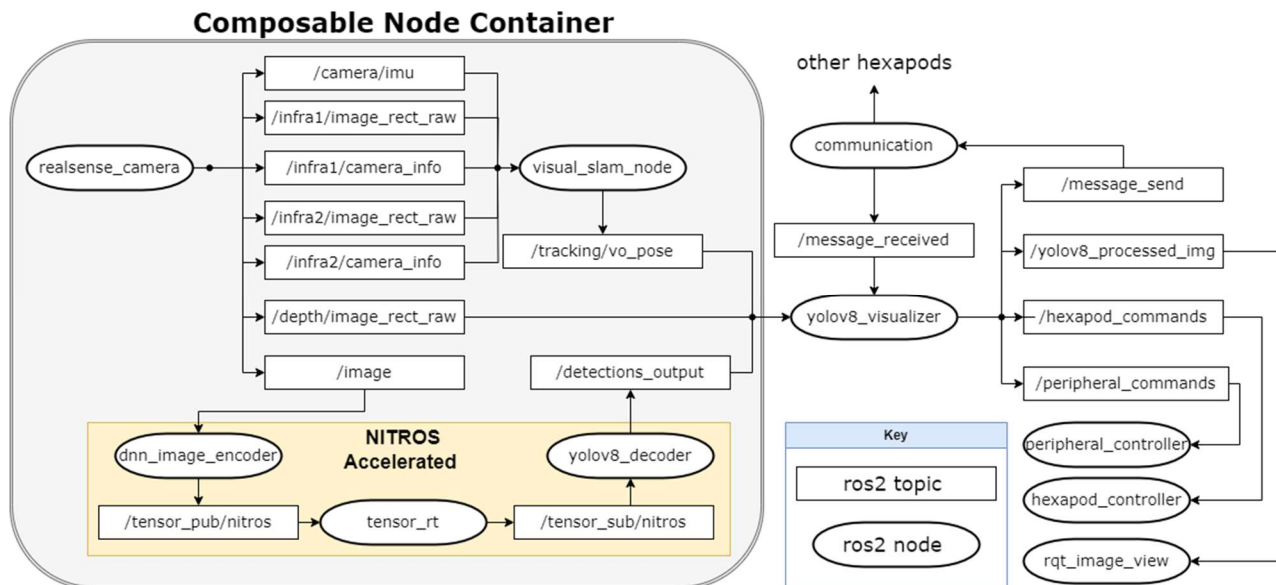 Composable Node Container
other hexapods
/camera/imu
/infra1/image_rect_raw
communication
realsense_camera
/infra1/camera_info
visual_slam_node
/message_send
/infra2/image_rect_raw
/message_received
/tracking/vo_pose
/yolov8_processed_img
/infra2/camera_info
/depth/image_rect_raw
yolov8_visualizer
/hexapod_commands
/image
/detections_output
/peripheral_commands
NITROS
Accelerated
Key
dnn_image_encoder
yolov8_decoder
peripheral_controller
ros2 topic
hexapod_controller
/tensor_pub/nitros
tensor_rt
/tensor_sub/nitros
ros2 node
rqt_image_view